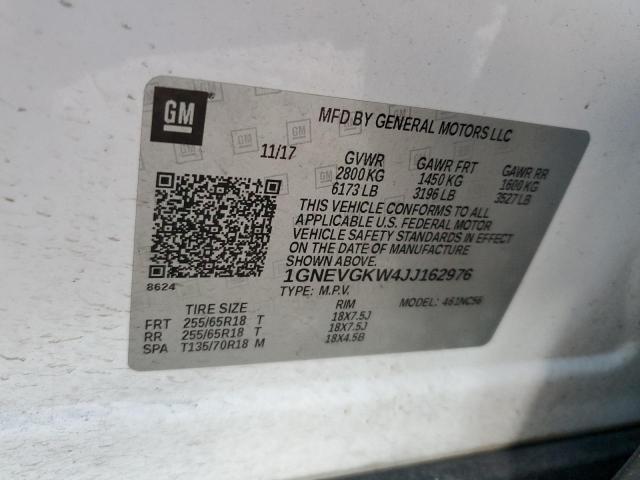 GM
MFD BY GENERAL MOTORS LLC
11/17
GVWR GAWR FRT GAWR RR
2800 KG 1450 KG 1600 KG
6173 LB 3196 LB 3527 LB
THIS VEHICLE CONFORMS TO ALL
APPLICABLE U.S. FEDERAL MOTOR
VEHICLE SAFETY STANDARDS IN EFFECT
ON THE DATE OF MANUFACTURE
SHOWN ABOVE.
1GNEVGKW4JJ162976
8624
TYPE: M.P.V. MODEL: 461NC56
TIRE SIZE RIM
FRT 255/65R18 T 18X7.5J
RR 255/65R18 T 18X7.5J
SPA T135/70R18 M 18X4.5B